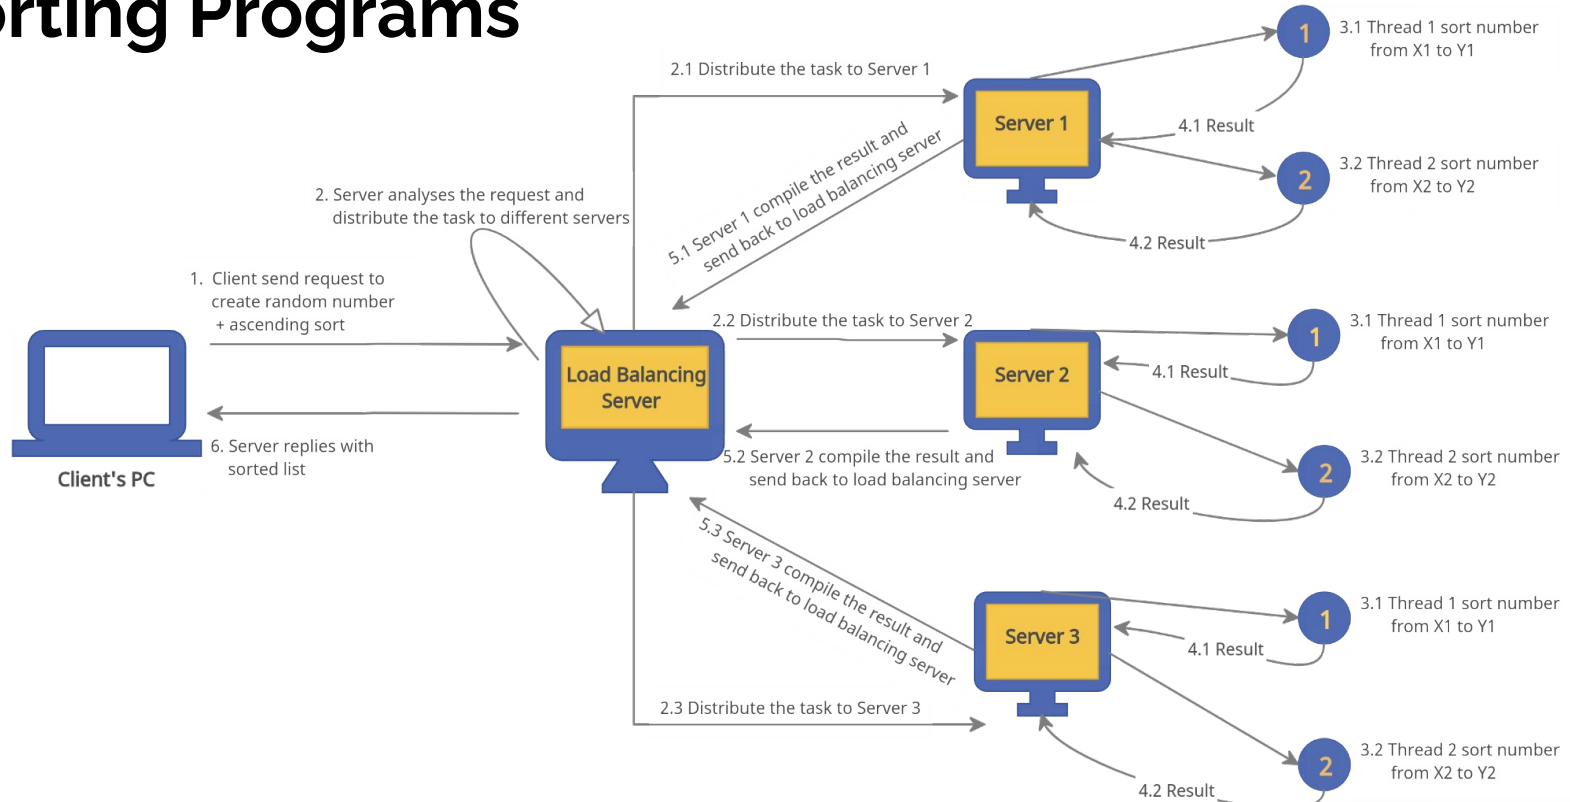 orting Programs
2.1 Distribute the task to Server 1
Server 1
1
3.1 Thread 1 sort number
from X1 to Y1
4.1 Result
2
3.2 Thread 2 sort number
from X2 to Y2
4.2 Result
5.1 Server 1 compile the result and
send back to load balancing server
2. Server analyses the request and
distribute the task to different servers
1. Client send request to
create random number
+ ascending sort
Client's PC
6. Server replies with
sorted list
Load Balancing
Server
2.2 Distribute the task to Server 2
Server 2
1
3.1 Thread 1 sort number
from X1 to Y1
4.1 Result
2
3.2 Thread 2 sort number
from X2 to Y2
4.2 Result
5.2 Server 2 compile the result and
send back to load balancing server
5.3 Server 3 compile the result and
send back to load balancing server
Server 3
1
3.1 Thread 1 sort number
from X1 to Y1
4.1 Result
2.3 Distribute the task to Server 3
2
3.2 Thread 2 sort number
from X2 to Y2
4.2 Result